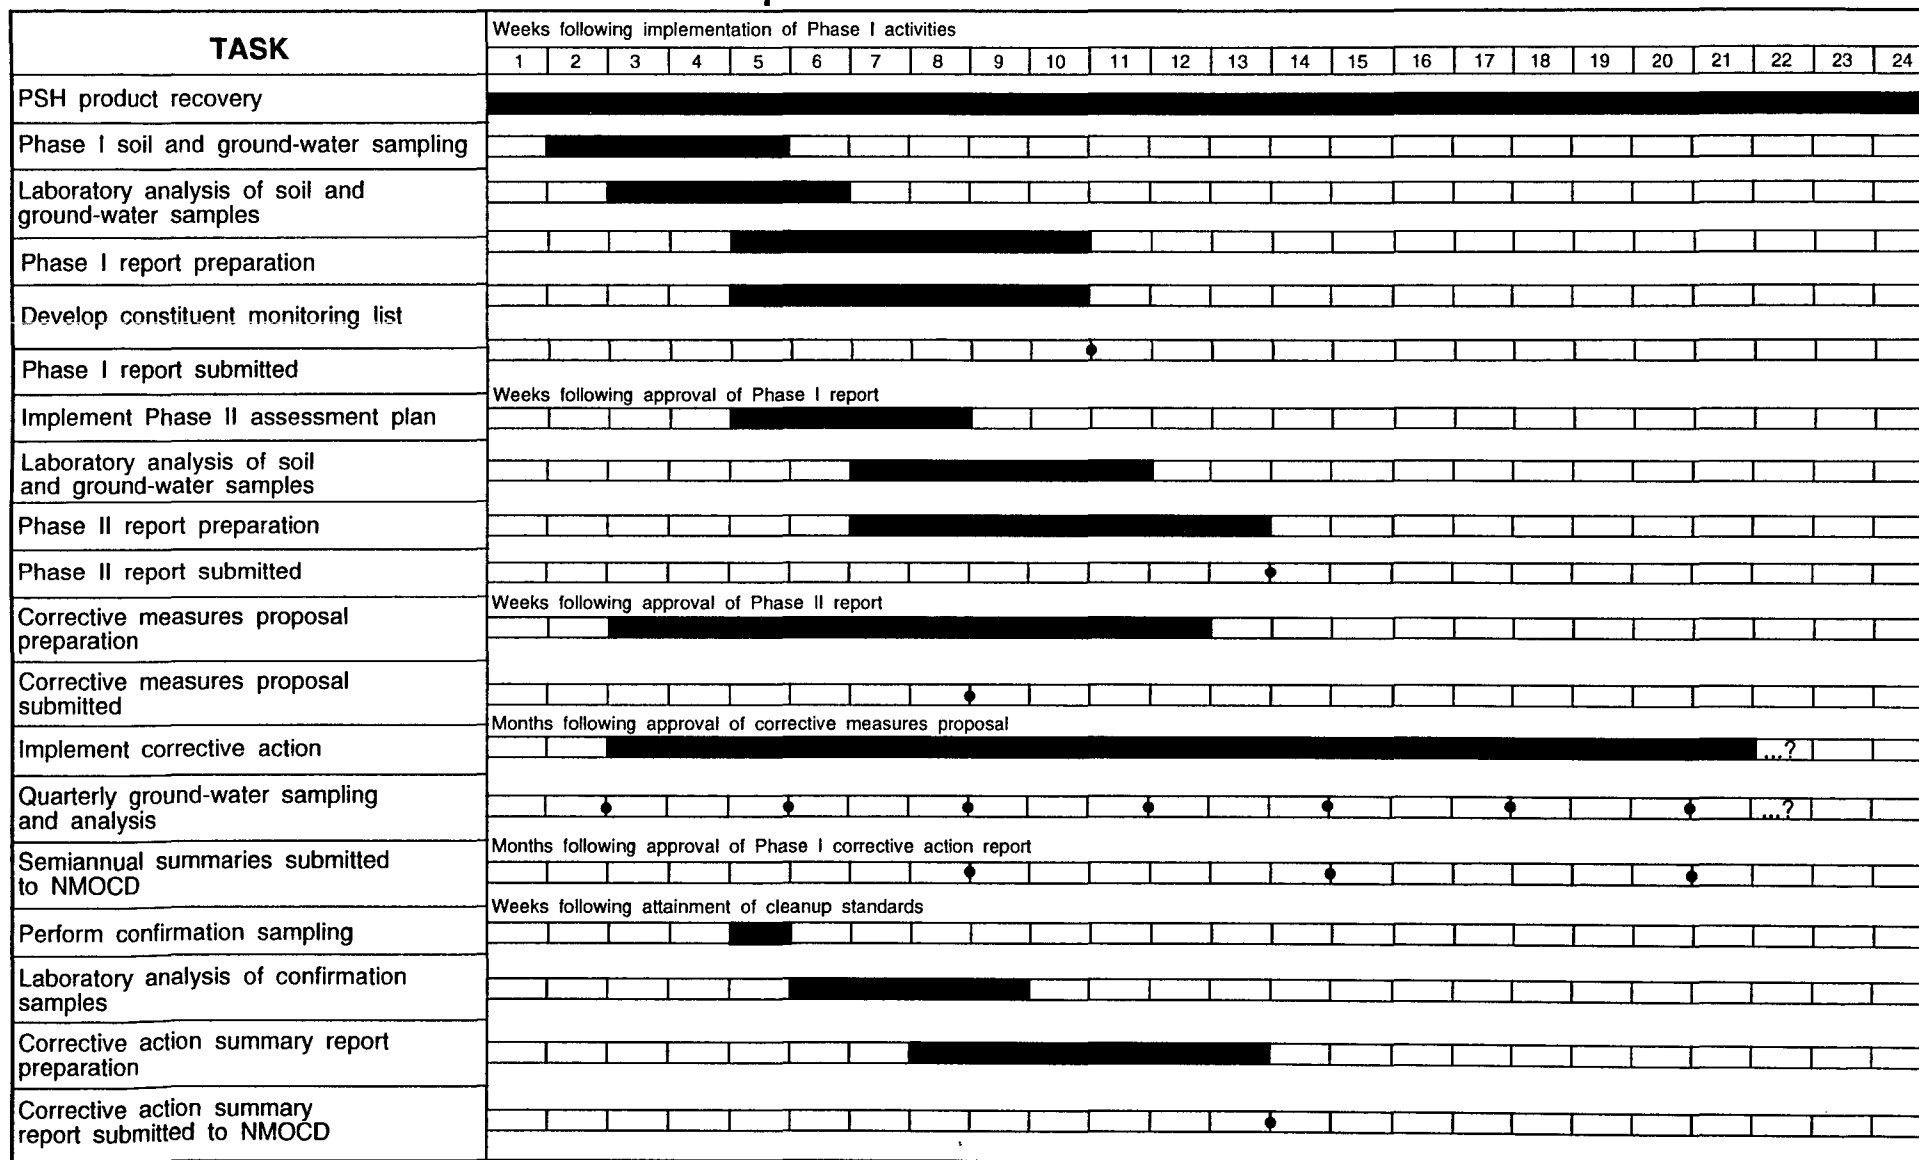 TASK
Weeks following implementation of Phase I activities
1 2 3 4 5 6 7 8 9 10 11 12 13 14 15 16 17 18 19 20 21 22 23 24
PSH product recovery
Phase I soil and ground-water sampling
Laboratory analysis of soil and
ground-water samples
Phase I report preparation
Develop constituent monitoring list
Phase I report submitted
Weeks following approval of Phase I report
Implement Phase II assessment plan
Laboratory analysis of soil
and ground-water samples
Phase II report preparation
Phase II report submitted
Weeks following approval of Phase II report
Corrective measures proposal
preparation
Corrective measures proposal
submitted
Months following approval of corrective measures proposal
Implement corrective action
...?
Quarterly ground-water sampling
and analysis
...?
Months following approval of Phase I corrective action report
Semiannual summaries submitted
to NMOCD
Weeks following attainment of cleanup standards
Perform confirmation sampling
Laboratory analysis of confirmation
samples
Corrective action summary report
preparation
Corrective action summary
report submitted to NMOCD